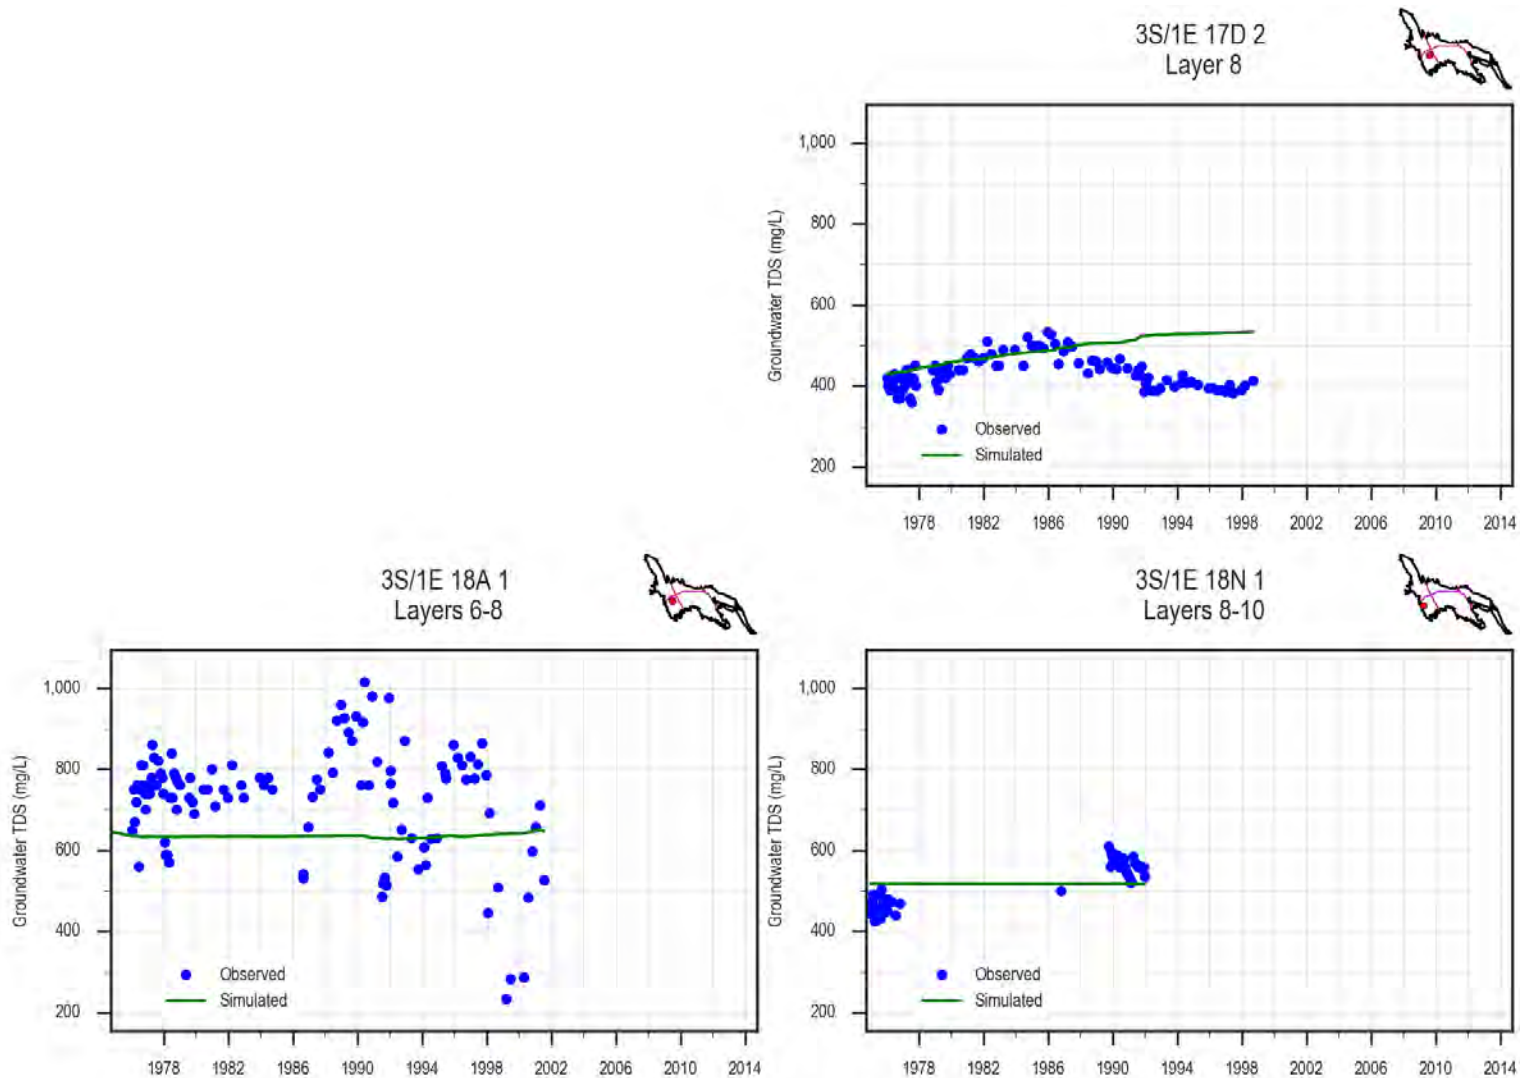 3S/1E 17D 2
Layer 8
1,000
800
600
400
200
Groundwater TDS (mg/L)
Observed
Simulated
1978 1982 1986 1990 1994 1998 2002 2006 2010 2014
3S/1E 18A 1
Layers 6-8
1,000
800
600
400
200
Groundwater TDS (mg/L)
Observed
Simulated
1978 1982 1986 1990 1994 1998 2002 2006 2010 2014
3S/1E 18N 1
Layers 8-10
1,000
800
600
400
200
Groundwater TDS (mg/L)
Observed
Simulated
1978 1982 1986 1990 1994 1998 2002 2006 2010 2014